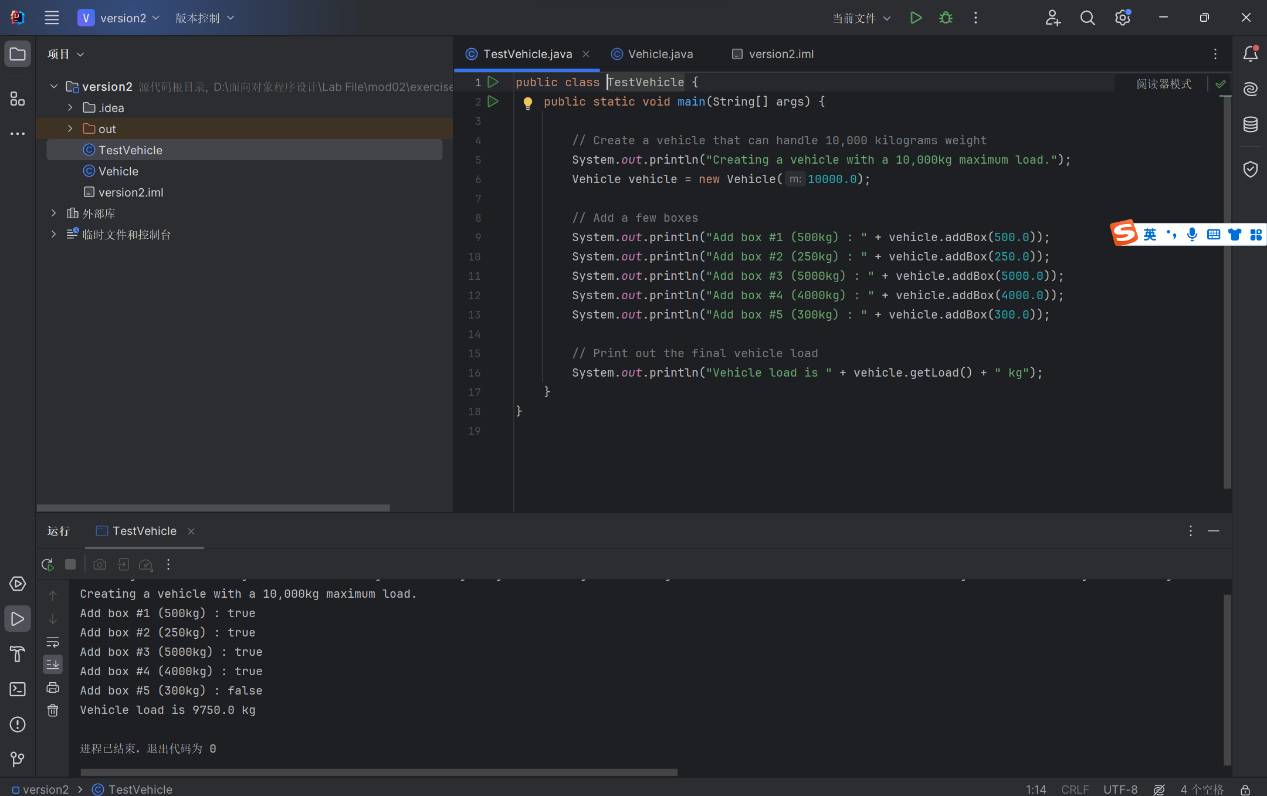 V version2 版本控制 当前文件
项目
version2 源代码根目录, D:\面向对象程序设计\Lab File\mod02\exercise
.idea
out
TestVehicle
Vehicle
version2.iml
外部库
临时文件和控制台
TestVehicle.java Vehicle.java version2.iml
阅读器模式
1 public class TestVehicle {
2 public static void main(String[] args) {
3
4 // Create a vehicle that can handle 10,000 kilograms weight
5 System.out.println("Creating a vehicle with a 10,000kg maximum load.");
6 Vehicle vehicle = new Vehicle( m: 10000.0);
7
8 // Add a few boxes
9 System.out.println("Add box #1 (500kg) : " + vehicle.addBox(500.0));
10 System.out.println("Add box #2 (250kg) : " + vehicle.addBox(250.0));
11 System.out.println("Add box #3 (5000kg) : " + vehicle.addBox(5000.0));
12 System.out.println("Add box #4 (4000kg) : " + vehicle.addBox(4000.0));
13 System.out.println("Add box #5 (300kg) : " + vehicle.addBox(300.0));
14
15 // Print out the final vehicle load
16 System.out.println("Vehicle load is " + vehicle.getLoad() + " kg");
17 }
18 }
19
S 英
运行 TestVehicle
Creating a vehicle with a 10,000kg maximum load.
Add box #1 (500kg) : true
Add box #2 (250kg) : true
Add box #3 (5000kg) : true
Add box #4 (4000kg) : true
Add box #5 (300kg) : false
Vehicle load is 9750.0 kg
进程已结束，退出代码为 0
version2 TestVehicle 1:14 CRLF UTF-8 4 个空格